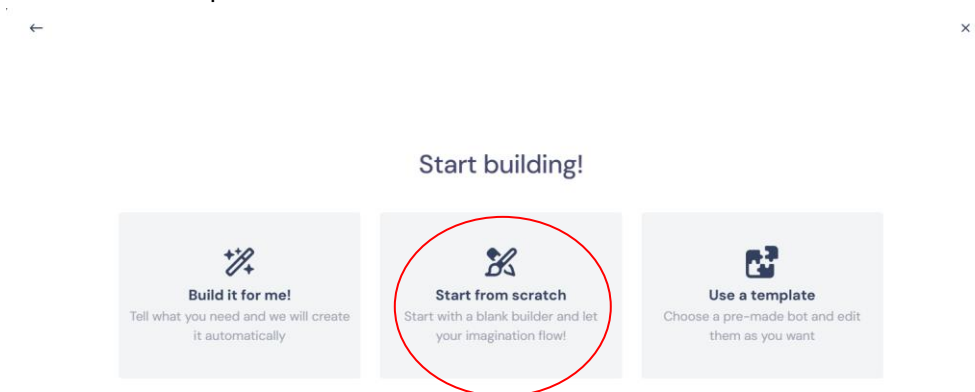 Start building!
Build it for me!
Tell what you need and we will create
it automatically
Start from scratch
Start with a blank builder and let
your imagination flow!
Use a template
Choose a pre-made bot and edit
them as you want